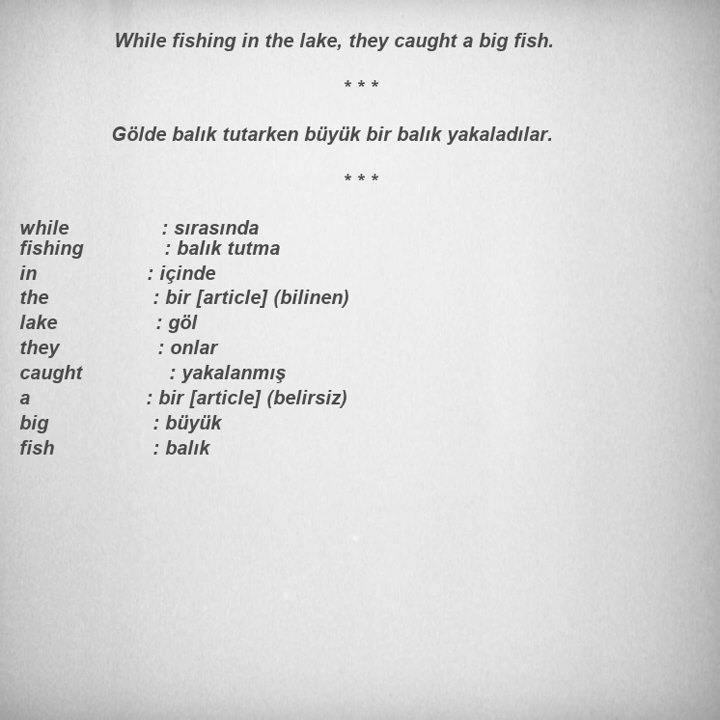 While fishing in the lake, they caught a big fish.
* * *
Gölde balık tutarken büyük bir balık yakaladılar.
* * *
while : sırasında
fishing : balık tutma
in : içinde
the : bir [article] (bilinen)
lake : göl
they : onlar
caught : yakalanmış
a : bir [article] (belirsiz)
big : büyük
fish : balık